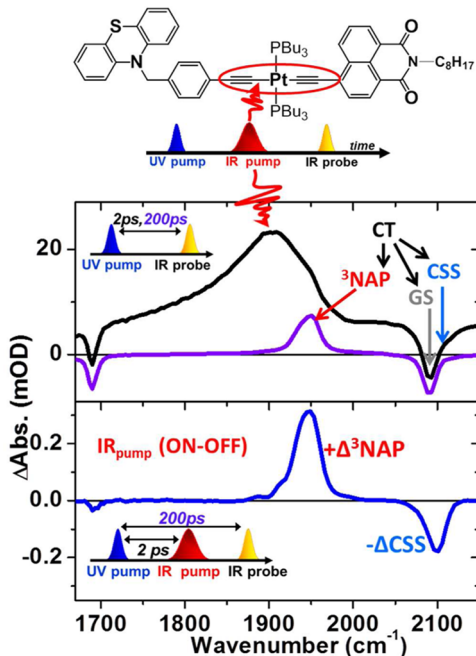 S
N
PBu3
Pt
PBu3
O
N
O
C8H17
time
UV pump
IR pump
IR probe
2ps,200ps
UV pump
IR probe
CT
3NAP
CSS
GS
20
0
ΔAbs. (mOD)
IRpump (ON-OFF)
+Δ3NAP
200ps
2 ps
-ΔCSS
UV pump
IR pump
IR probe
0.2
0.0
-0.2
1700
1800
1900
2000
2100
Wavenumber (cm-1)